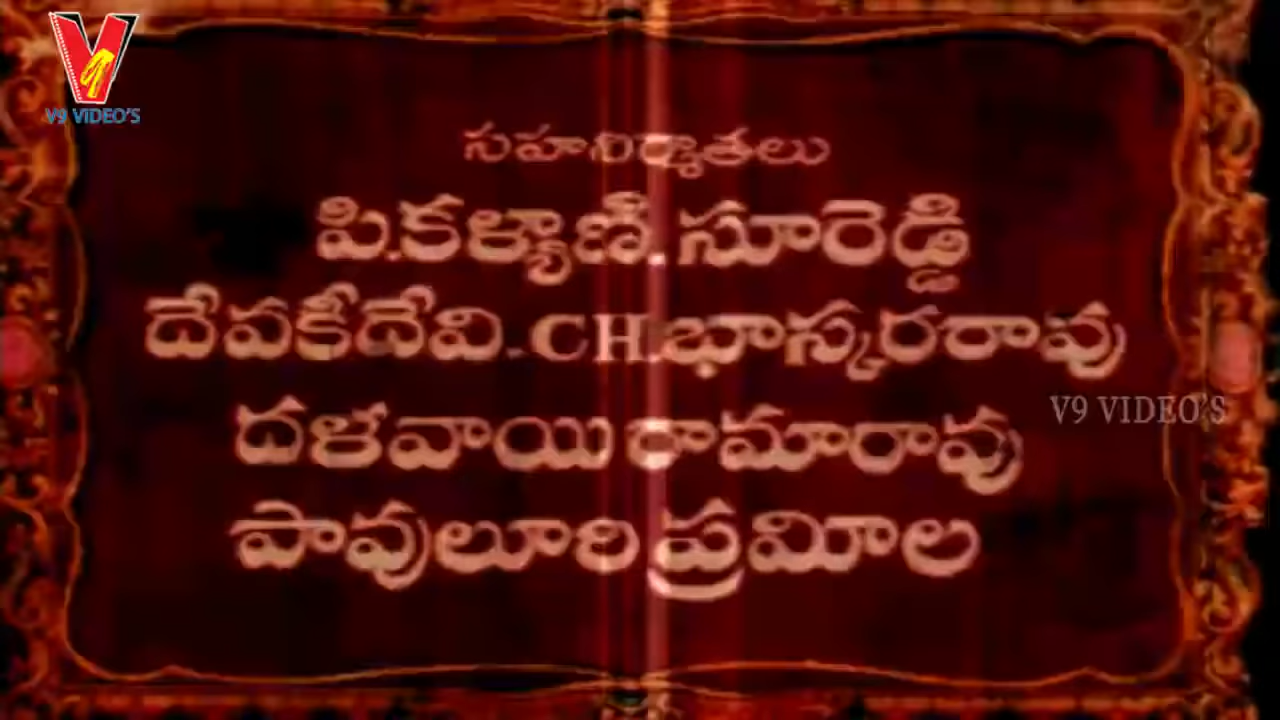 V9 VIDEO'S
సహనిర్మాతలు
పి.కళ్యాణి. సూరెడ్డి
దేవకీదేవి. CH.భాస్కరరావు
దళవాయి రామారావు
V9 VIDEO'S
పావులూరి ప్రమీల